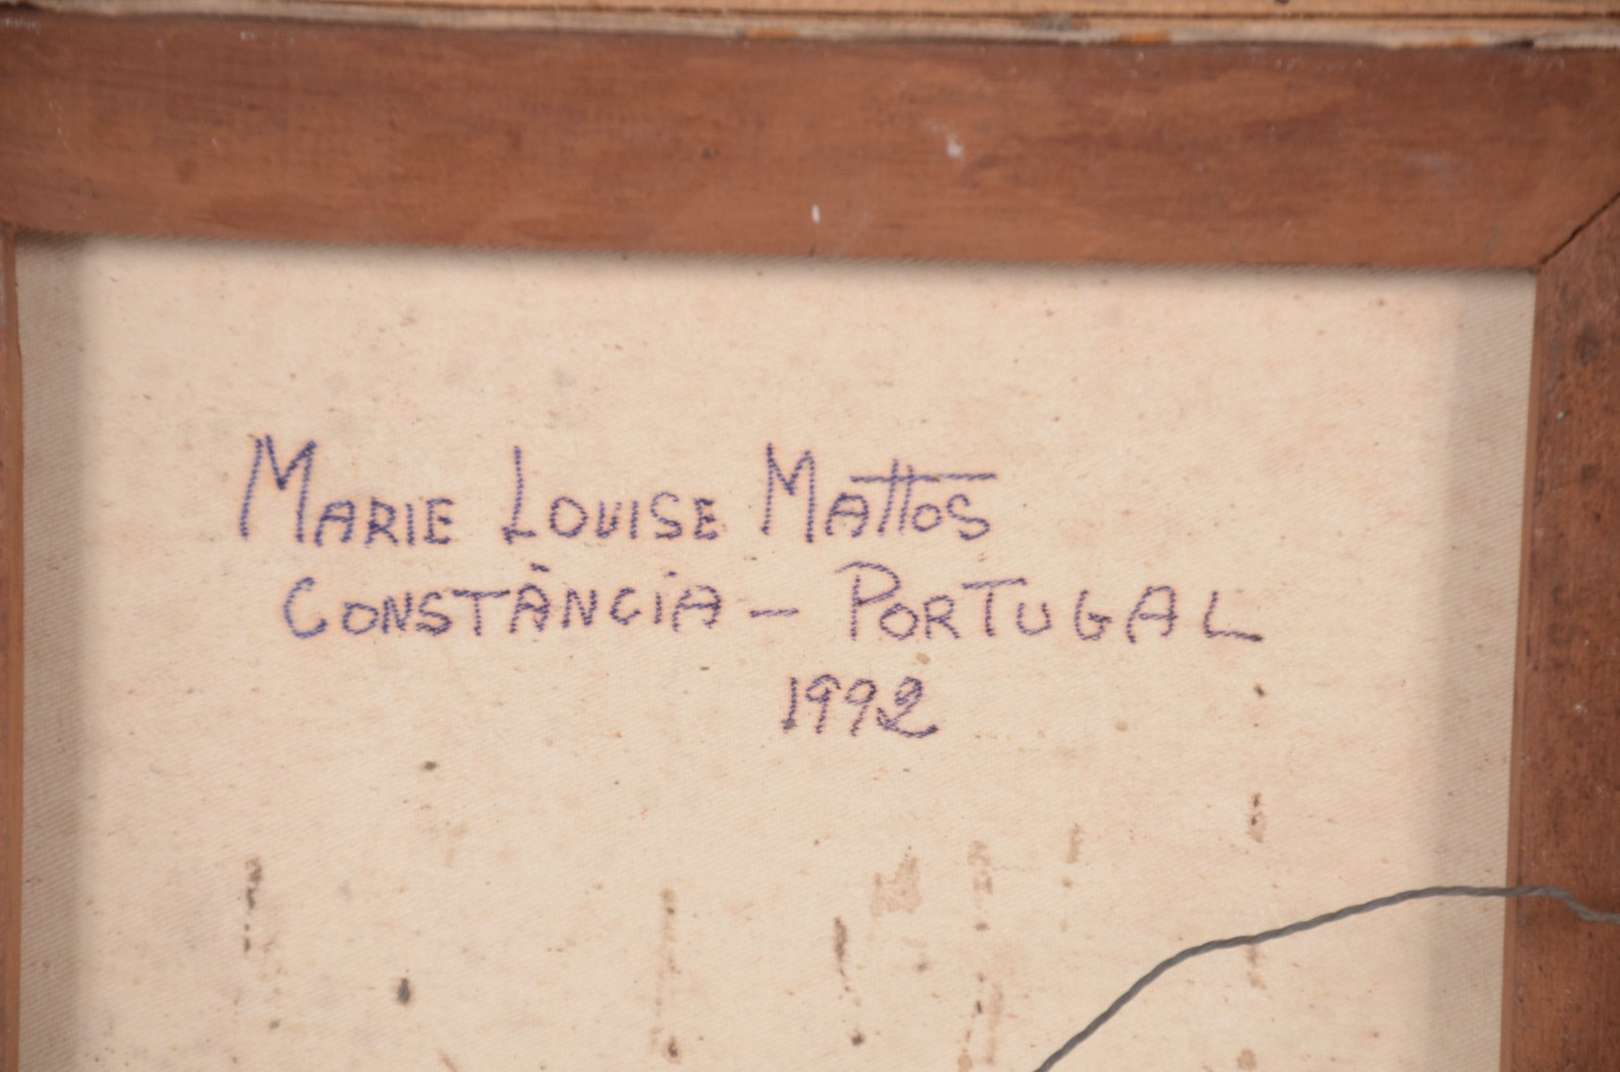 MARIE LOUISE MATTOS
CONSTÂNCIA - PORTUGAL
1992